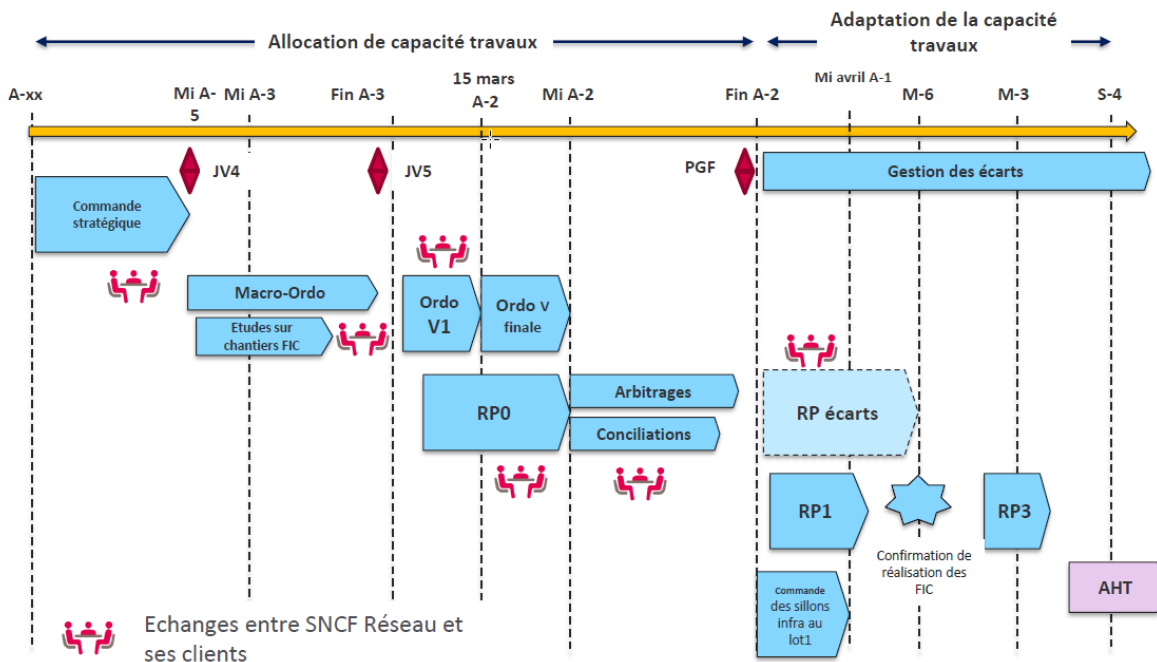 Allocation de capacité travaux
Adaptation de la capacité
travaux
A-xx
Mi A-
5
Mi A-3
Fin A-3
15 mars
A-2
Mi A-2
Fin A-2
Mi avril A-1
M-6
M-3
S-4
JV4
JV5
PGF
Gestion des écarts
Commande
stratégique
Macro-Ordo
Etudes sur
chantiers FIC
Ordo
V1
Ordo V
finale
RP0
Arbitrages
Conciliations
RP écarts
RP1
RP3
Confirmation de
réalisation des
FIC
Commande
des sillons
infra au
lot1
AHT
Echanges entre SNCF Réseau et
ses clients